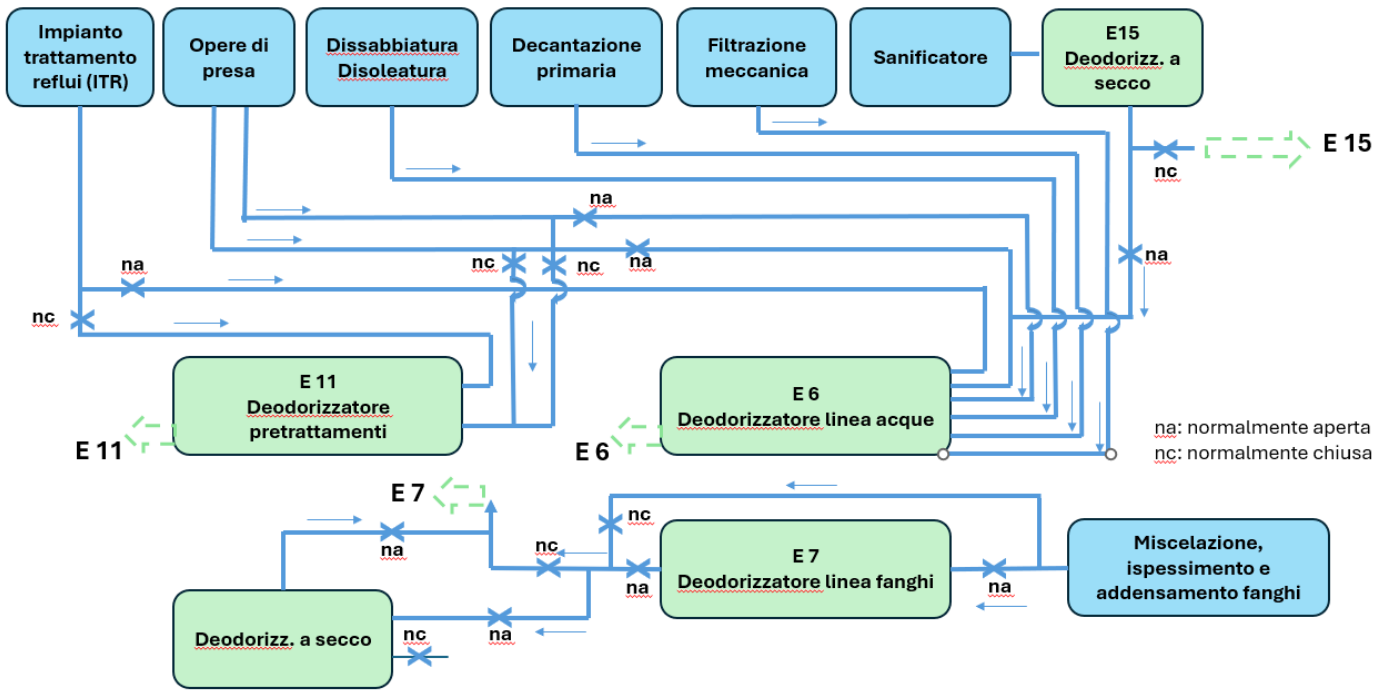 Impianto
trattamento
reflui (ITR)
Opere di
presa
Dissabbiatura
Disoleatura
Decantazione
primaria
Filtrazione
meccanica
Sanificatore
E15
Deodorizz. a
secco
E 15
nc
na
na
nc
nc
na
na
nc
E 11
Deodorizzatore
pretrattamenti
E 11
E 6
Deodorizzatore linea acque
E 6
na: normalmente aperta
nc: normalmente chiusa
E 7
na
nc
nc
na
E 7
Deodorizzatore linea fanghi
na
Miscelazione,
ispessimento e
addensamento fanghi
Deodorizz. a secco
na
nc